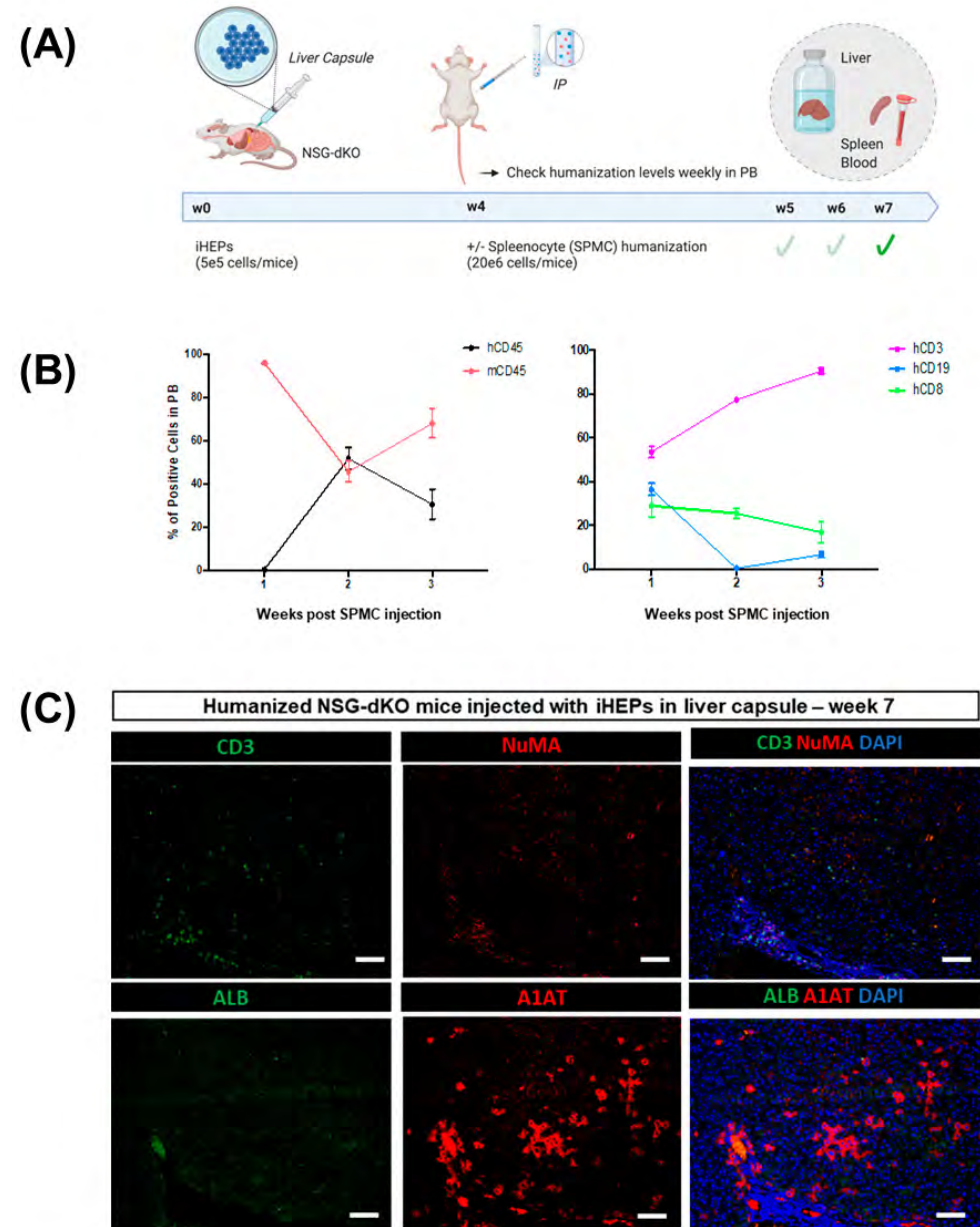 (A)
Liver Capsule
NSG-dKO
IP
Check humanization levels weekly in PB
Liver
Spleen
Blood
w0
w4
w5
w6
w7
iHEPs
(5e5 cells/mice)
+/- Spleenocyte (SPMC) humanization
(20e6 cells/mice)
(B)
% of Positive Cells in PB
100
80
60
40
20
0
1
2
3
Weeks post SPMC injection
hCD45
mCD45
100
80
60
40
20
0
1
2
3
Weeks post SPMC injection
hCD3
hCD19
hCD8
(C)
Humanized NSG-dKO mice injected with iHEPs in liver capsule – week 7
CD3
NuMA
CD3 NuMA DAPI
ALB
A1AT
ALB A1AT DAPI